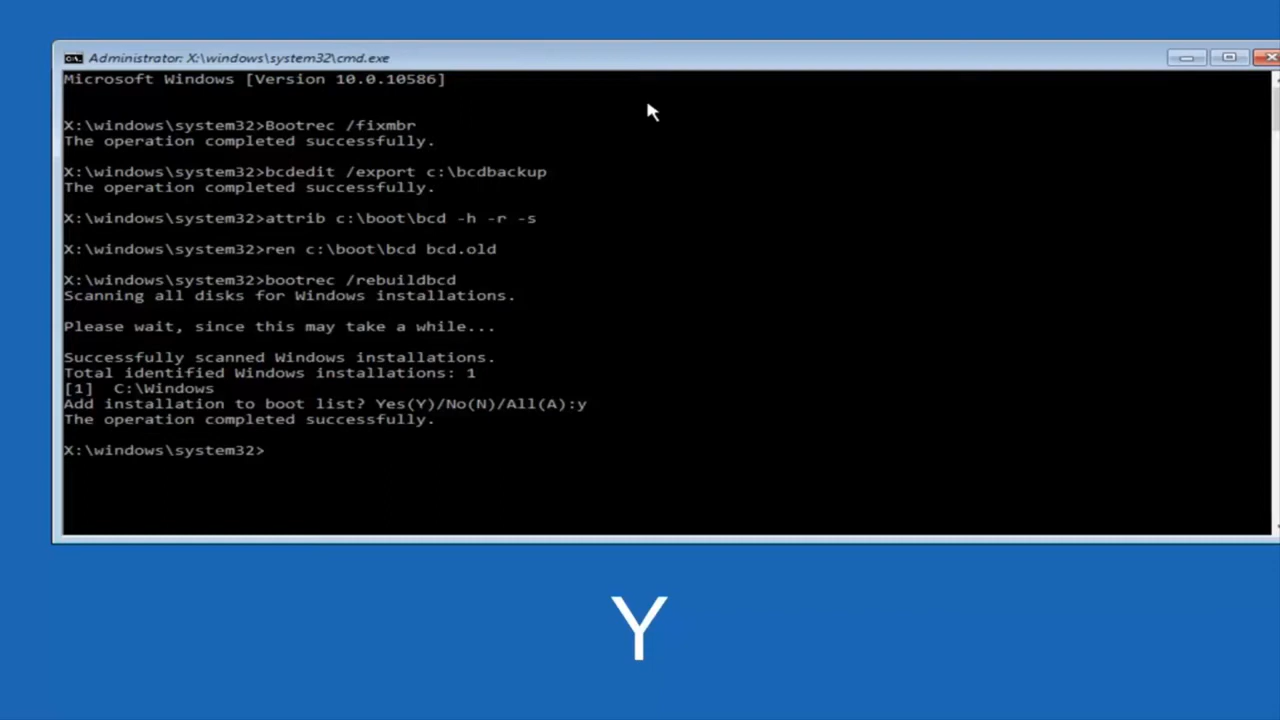 Administrator: X:\windows\system32\cmd.exe
Microsoft Windows [Version 10.0.10586]
X:\windows\system32>Bootrec /fixmbr
The operation completed successfully.
X:\windows\system32>bcdedit /export c:\bcdbackup
The operation completed successfully.
X:\windows\system32>attrib c:\boot\bcd -h -r -s
X:\windows\system32>ren c:\boot\bcd bcd.old
X:\windows\system32>bootrec /rebuildbcd
Scanning all disks for Windows installations.
Please wait, since this may take a while...
Successfully scanned Windows installations.
Total identified Windows installations: 1
[1]  C:\Windows
Add installation to boot list? Yes(Y)/No(N)/All(A):y
The operation completed successfully.
X:\windows\system32>
Y